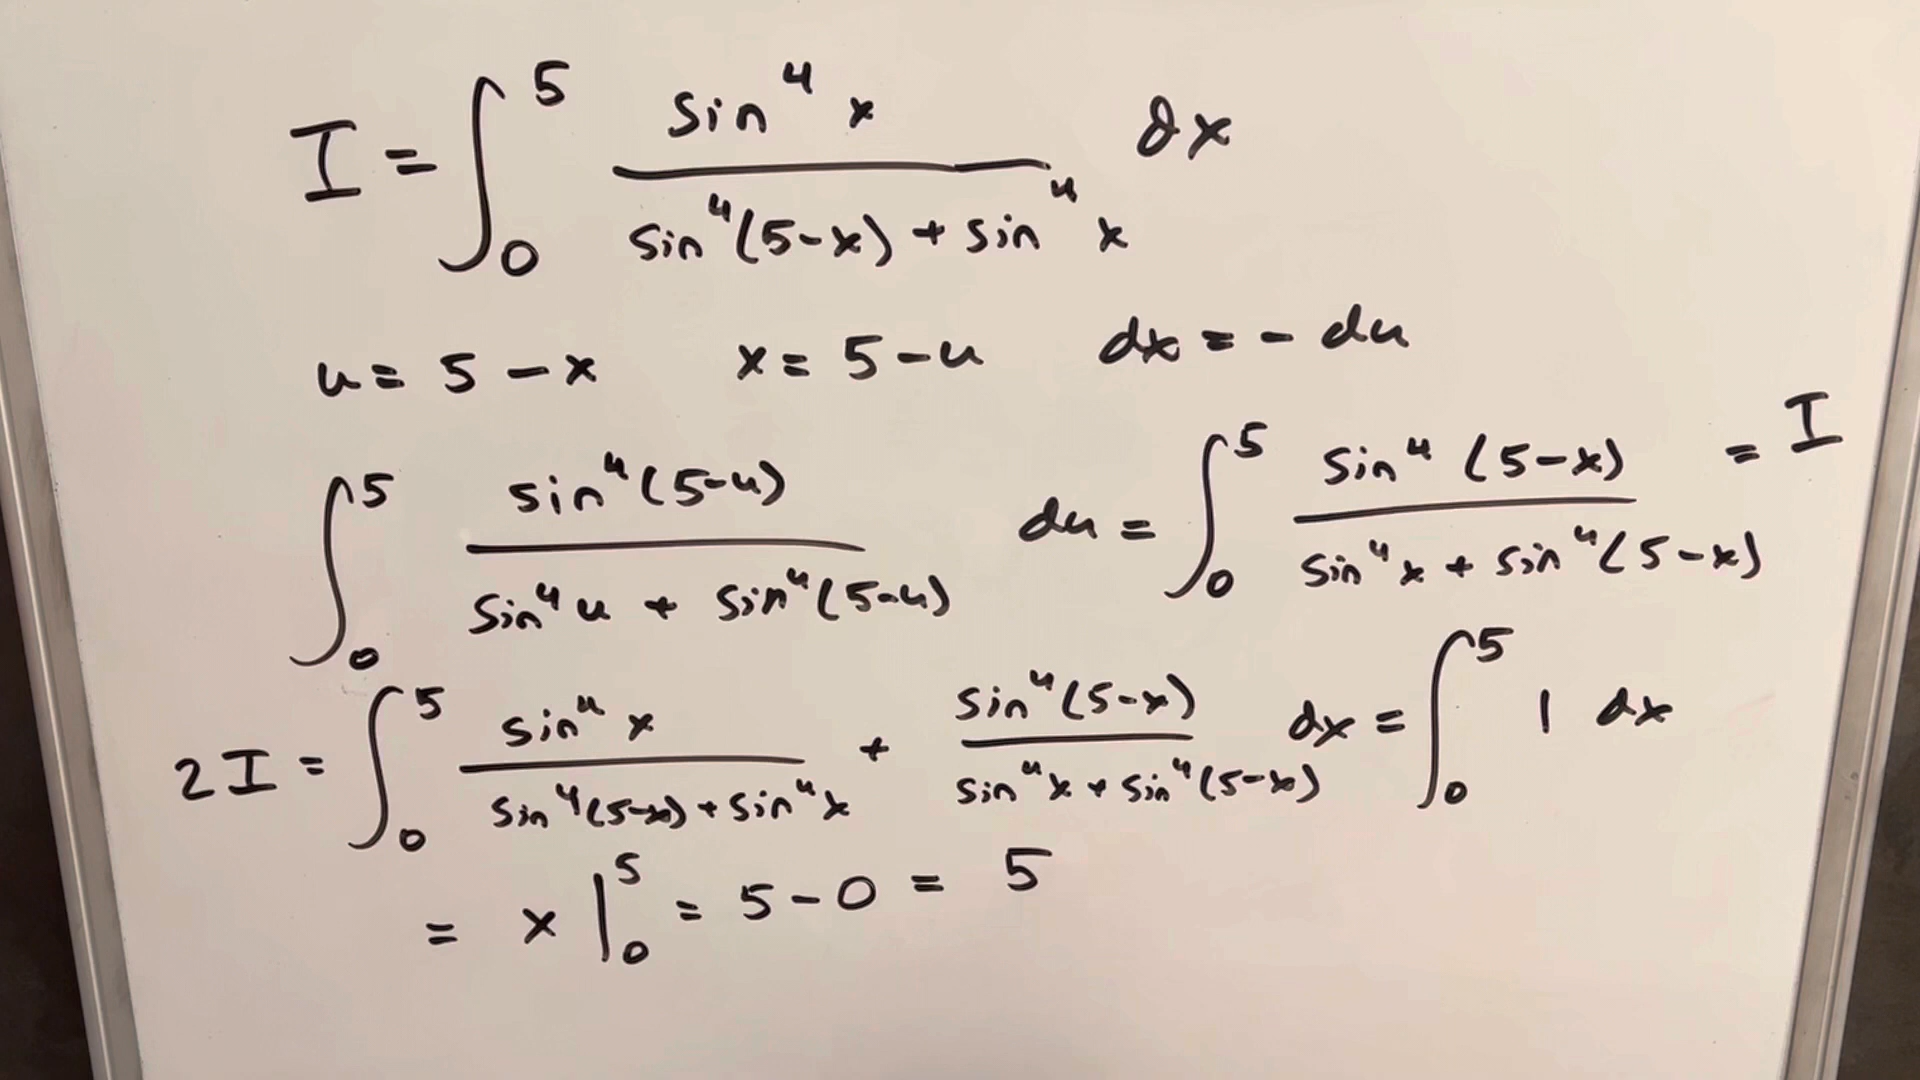 I = ∫₀⁵ sin⁴ x / (sin⁴(5-x) + sin⁴ x) dx
u = 5 - x x = 5 - u dx = - du
∫₀⁵ sin⁴(5-u) / (sin⁴ u + sin⁴(5-u)) du = ∫₀⁵ sin⁴ (5-x) / (sin⁴ x + sin⁴(5-x)) = I
2I = ∫₀⁵ sin⁴ x / (sin⁴(5-x) + sin⁴ x) + sin⁴(5-x) / (sin⁴ x + sin⁴(5-x)) dx = ∫₀⁵ 1 dx
= x |₀⁵ = 5 - 0 = 5